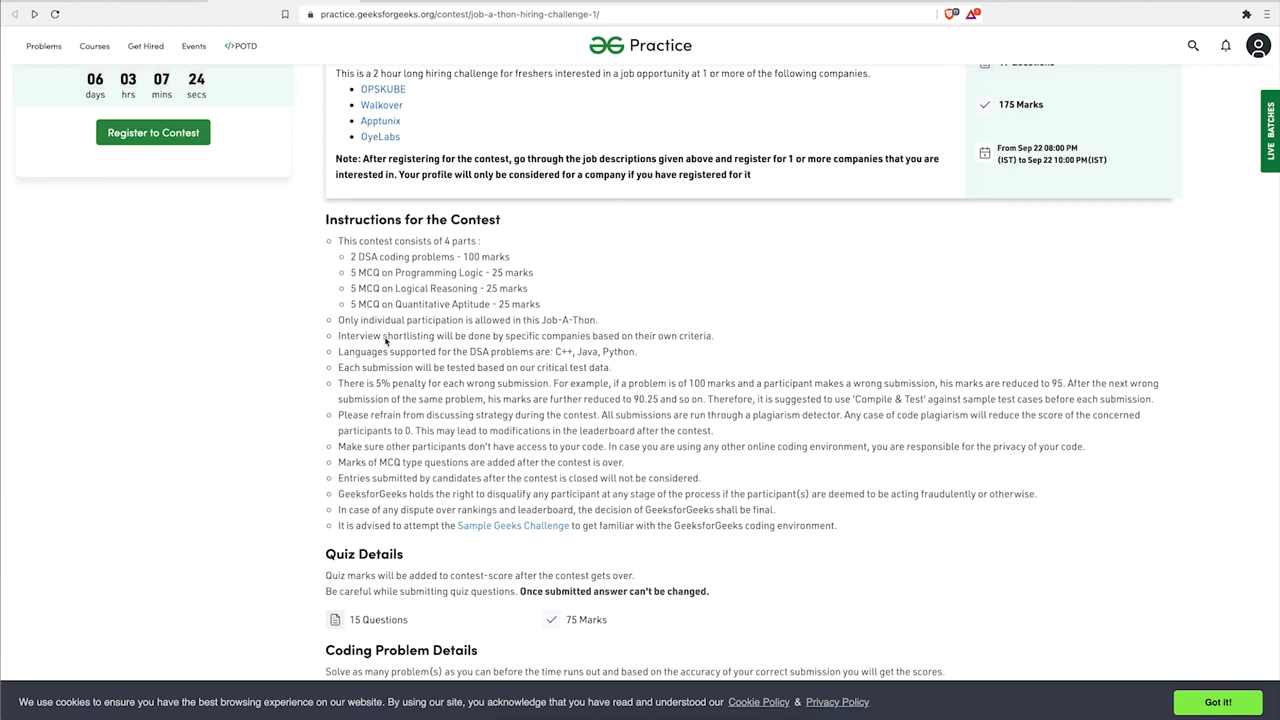 practice.geeksforgeeks.org/contest/job-a-thon-hiring-challenge-1/
Problems
Courses
Get Hired
Events
POTD
Practice
06 03 07 24
days hrs mins secs
Register to Contest
This is a 2 hour long hiring challenge for freshers interested in a job opportunity at 1 or more of the following companies.
OPSKUBE
Walkover
Apptunix
OyeLabs
Note: After registering for the contest, go through the job descriptions given above and register for 1 or more companies that you are
interested in. Your profile will only be considered for a company if you have registered for it
175 Marks
From Sep 22 08:00 PM
(IST) to Sep 22 10:00 PM(IST)
LIVE BATCHES
Instructions for the Contest
This contest consists of 4 parts :
2 DSA coding problems - 100 marks
5 MCQ on Programming Logic - 25 marks
5 MCQ on Logical Reasoning - 25 marks
5 MCQ on Quantitative Aptitude - 25 marks
Only individual participation is allowed in this Job-A-Thon.
Interview shortlisting will be done by specific companies based on their own criteria.
Languages supported for the DSA problems are: C++, Java, Python.
Each submission will be tested based on our critical test data.
There is 5% penalty for each wrong submission. For example, if a problem is of 100 marks and a participant makes a wrong submission, his marks are reduced to 95. After the next wrong
submission of the same problem, his marks are further reduced to 90.25 and so on. Therefore, it is suggested to use 'Compile & Test' against sample test cases before each submission.
Please refrain from discussing strategy during the contest. All submissions are run through a plagiarism detector. Any case of code plagiarism will reduce the score of the concerned
participants to 0. This may lead to modifications in the leaderboard after the contest.
Make sure other participants don't have access to your code. In case you are using any other online coding environment, you are responsible for the privacy of your code.
Marks of MCQ type questions are added after the contest is over.
Entries submitted by candidates after the contest is closed will not be considered.
GeeksforGeeks holds the right to disqualify any participant at any stage of the process if the participant(s) are deemed to be acting fraudulently or otherwise.
In case of any dispute over rankings and leaderboard, the decision of GeeksforGeeks shall be final.
It is advised to attempt the Sample Geeks Challenge to get familiar with the GeeksforGeeks coding environment.
Quiz Details
Quiz marks will be added to contest-score after the contest gets over.
Be careful while submitting quiz questions. Once submitted answer can't be changed.
15 Questions
75 Marks
Coding Problem Details
Solve as many problem(s) as you can before the time runs out and based on the accuracy of your correct submission you will get the scores.
We use cookies to ensure you have the best browsing experience on our website. By using our site, you acknowledge that you have read and understood our Cookie Policy & Privacy Policy
Got it!